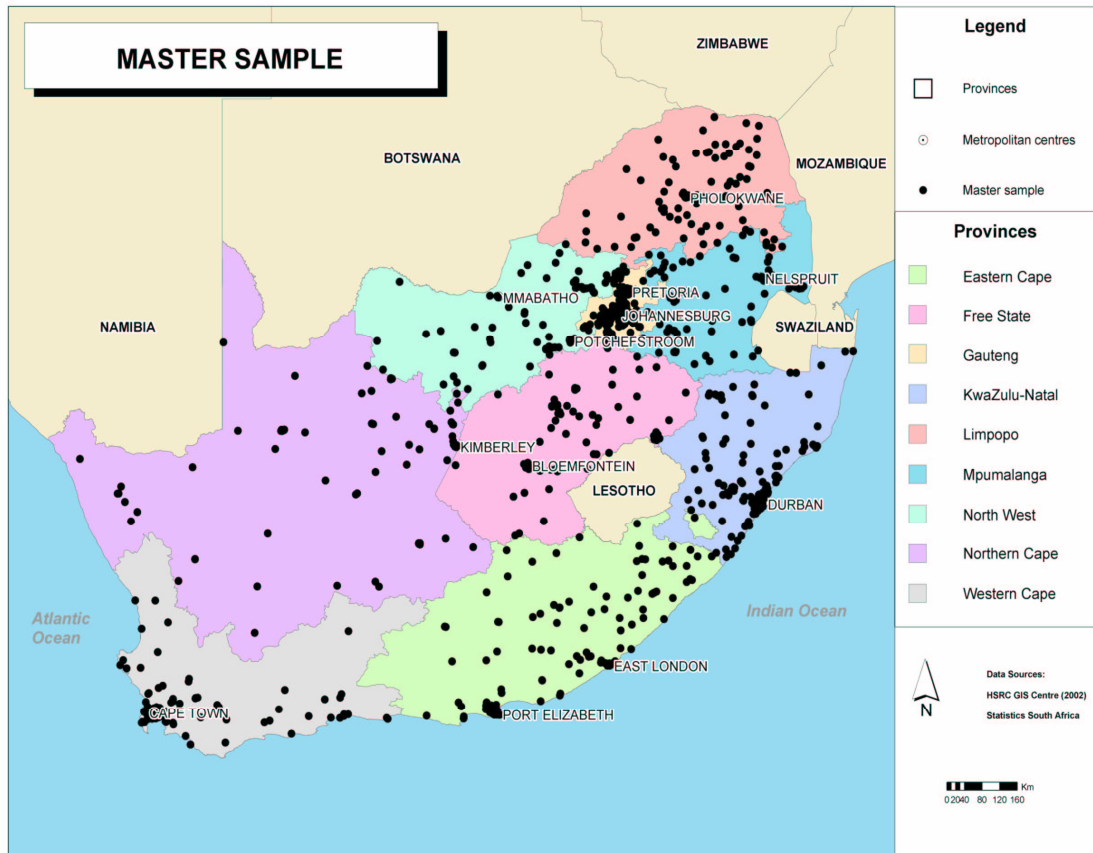 MASTER SAMPLE
ZIMBABWE
BOTSWANA
MOZAMBIQUE
PHOLOKWANE
NELSPRUIT
MMABATHO
PRETORIA
JOHANNESBURG
NAMIBIA
SWAZILAND
POTCHEFSTROOM
KIMBERLEY
BLOEMFONTEIN
LESOTHO
DURBAN
Atlantic
Ocean
Indian Ocean
EAST LONDON
CAPE TOWN
PORT ELIZABETH
Legend
Provinces
Metropolitan centres
Master sample
Provinces
Eastern Cape
Free State
Gauteng
KwaZulu-Natal
Limpopo
Mpumalanga
North West
Northern Cape
Western Cape
N
Data Sources:
HSRC GIS Centre (2002)
Statistics South Africa
Km
0 2040 80 120 160